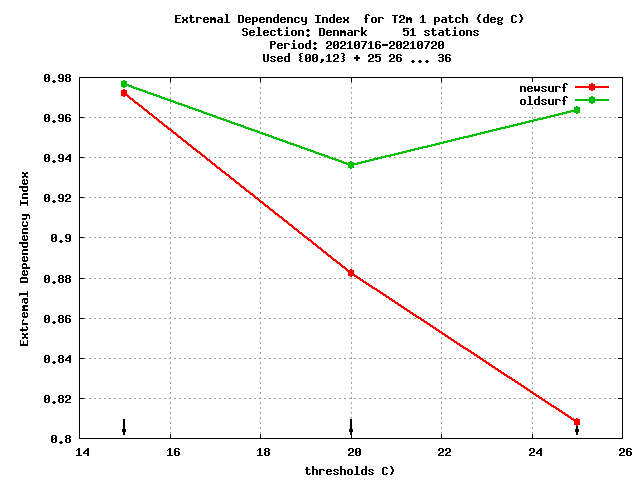 Extremal Dependency Index  for T2m 1 patch (deg C)
Selection: Denmark     51 stations
Period: 20210716-20210720
Used {00,12} + 25 26 ... 36
newsurf
oldsurf
Extremal Dependency Index
0.98
0.96
0.94
0.92
0.9
0.88
0.86
0.84
0.82
0.8
14 16 18 20 22 24 26
thresholds C)